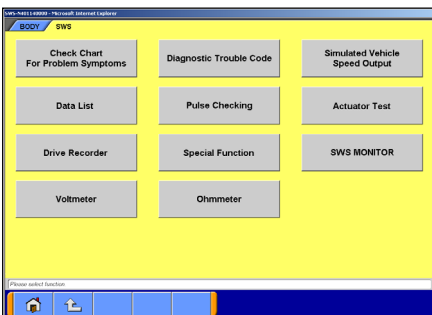 SWS-N401140000 - Microsoft Internet Explorer
BODY SWS
Check Chart
For Problem Symptoms
Diagnostic Trouble Code
Simulated Vehicle
Speed Output
Data List
Pulse Checking
Actuator Test
Drive Recorder
Special Function
SWS MONITOR
Voltmeter
Ohmmeter
Please select function